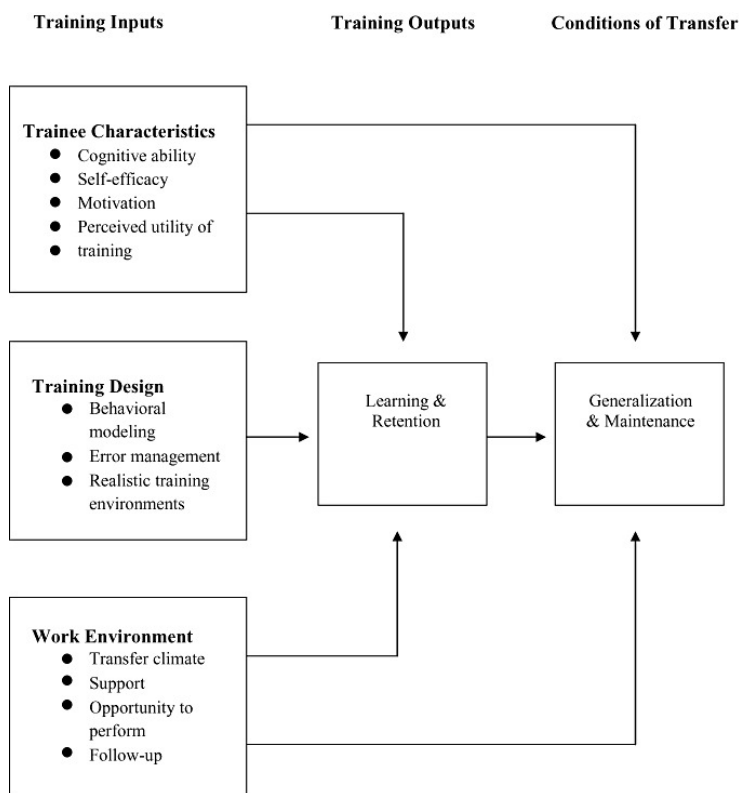 Training Inputs
Training Outputs
Conditions of Transfer
Trainee Characteristics
● Cognitive ability
● Self-efficacy
● Motivation
● Perceived utility of
● training
Training Design
● Behavioral
modeling
● Error management
● Realistic training
environments
Learning &
Retention
Generalization
& Maintenance
Work Environment
● Transfer climate
● Support
● Opportunity to
perform
● Follow-up